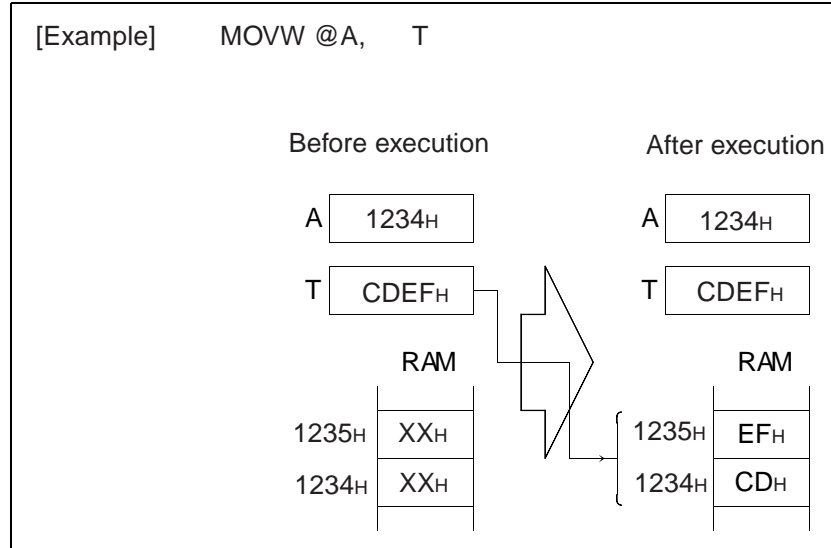 [Example] MOVW @A, T
Before execution After execution
A 1234H A 1234H
T CDEFH T CDEFH
RAM RAM
1235H XXH 1235H EFH
1234H XXH 1234H CDH